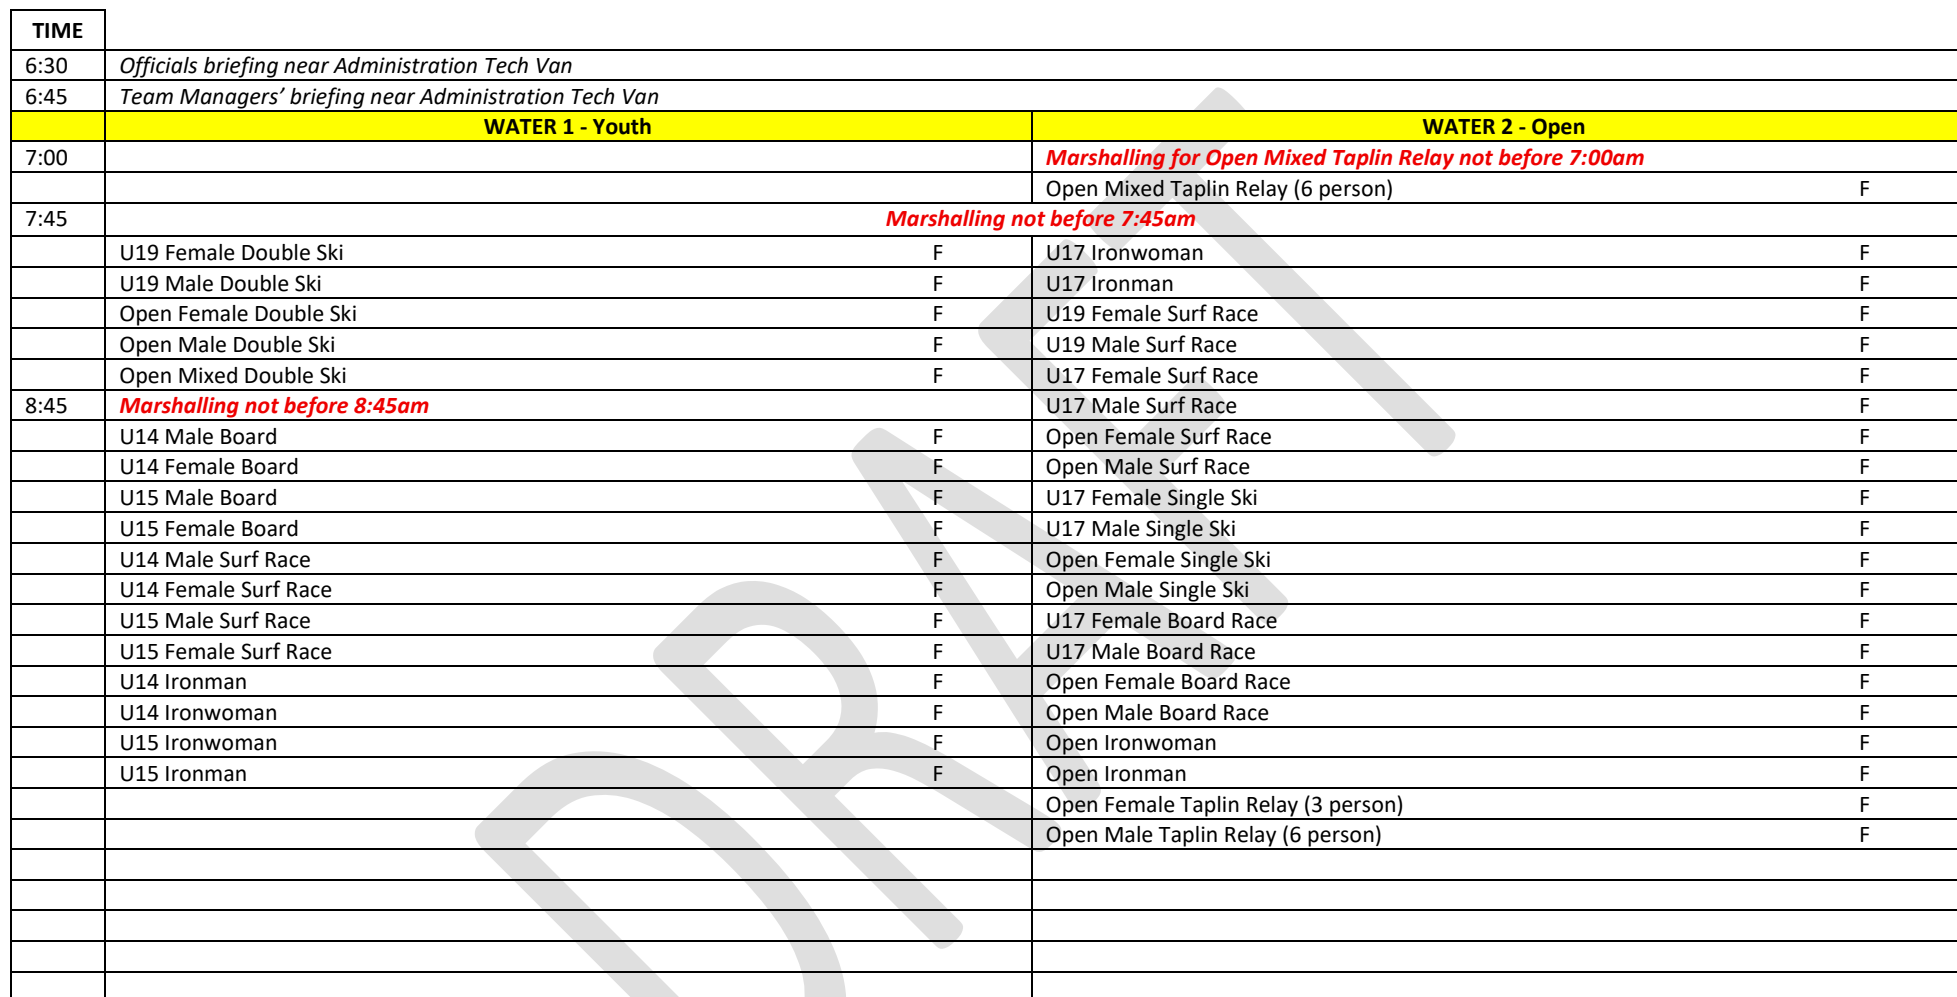 TIME
6:30 Officials briefing near Administration Tech Van
6:45 Team Managers’ briefing near Administration Tech Van
WATER 1 - Youth WATER 2 - Open
7:00 Marshalling for Open Mixed Taplin Relay not before 7:00am
Open Mixed Taplin Relay (6 person) F
7:45 Marshalling not before 7:45am
U19 Female Double Ski F U17 Ironwoman F
U19 Male Double Ski F U17 Ironman F
Open Female Double Ski F U19 Female Surf Race F
Open Male Double Ski F U19 Male Surf Race F
Open Mixed Double Ski F U17 Female Surf Race F
8:45 Marshalling not before 8:45am U17 Male Surf Race F
U14 Male Board F Open Female Surf Race F
U14 Female Board F Open Male Surf Race F
U15 Male Board F U17 Female Single Ski F
U15 Female Board F U17 Male Single Ski F
U14 Male Surf Race F Open Female Single Ski F
U14 Female Surf Race F Open Male Single Ski F
U15 Male Surf Race F U17 Female Board Race F
U15 Female Surf Race F U17 Male Board Race F
U14 Ironman F Open Female Board Race F
U14 Ironwoman F Open Male Board Race F
U15 Ironwoman F Open Ironwoman F
U15 Ironman F Open Ironman F
Open Female Taplin Relay (3 person) F
Open Male Taplin Relay (6 person) F
DRAFT